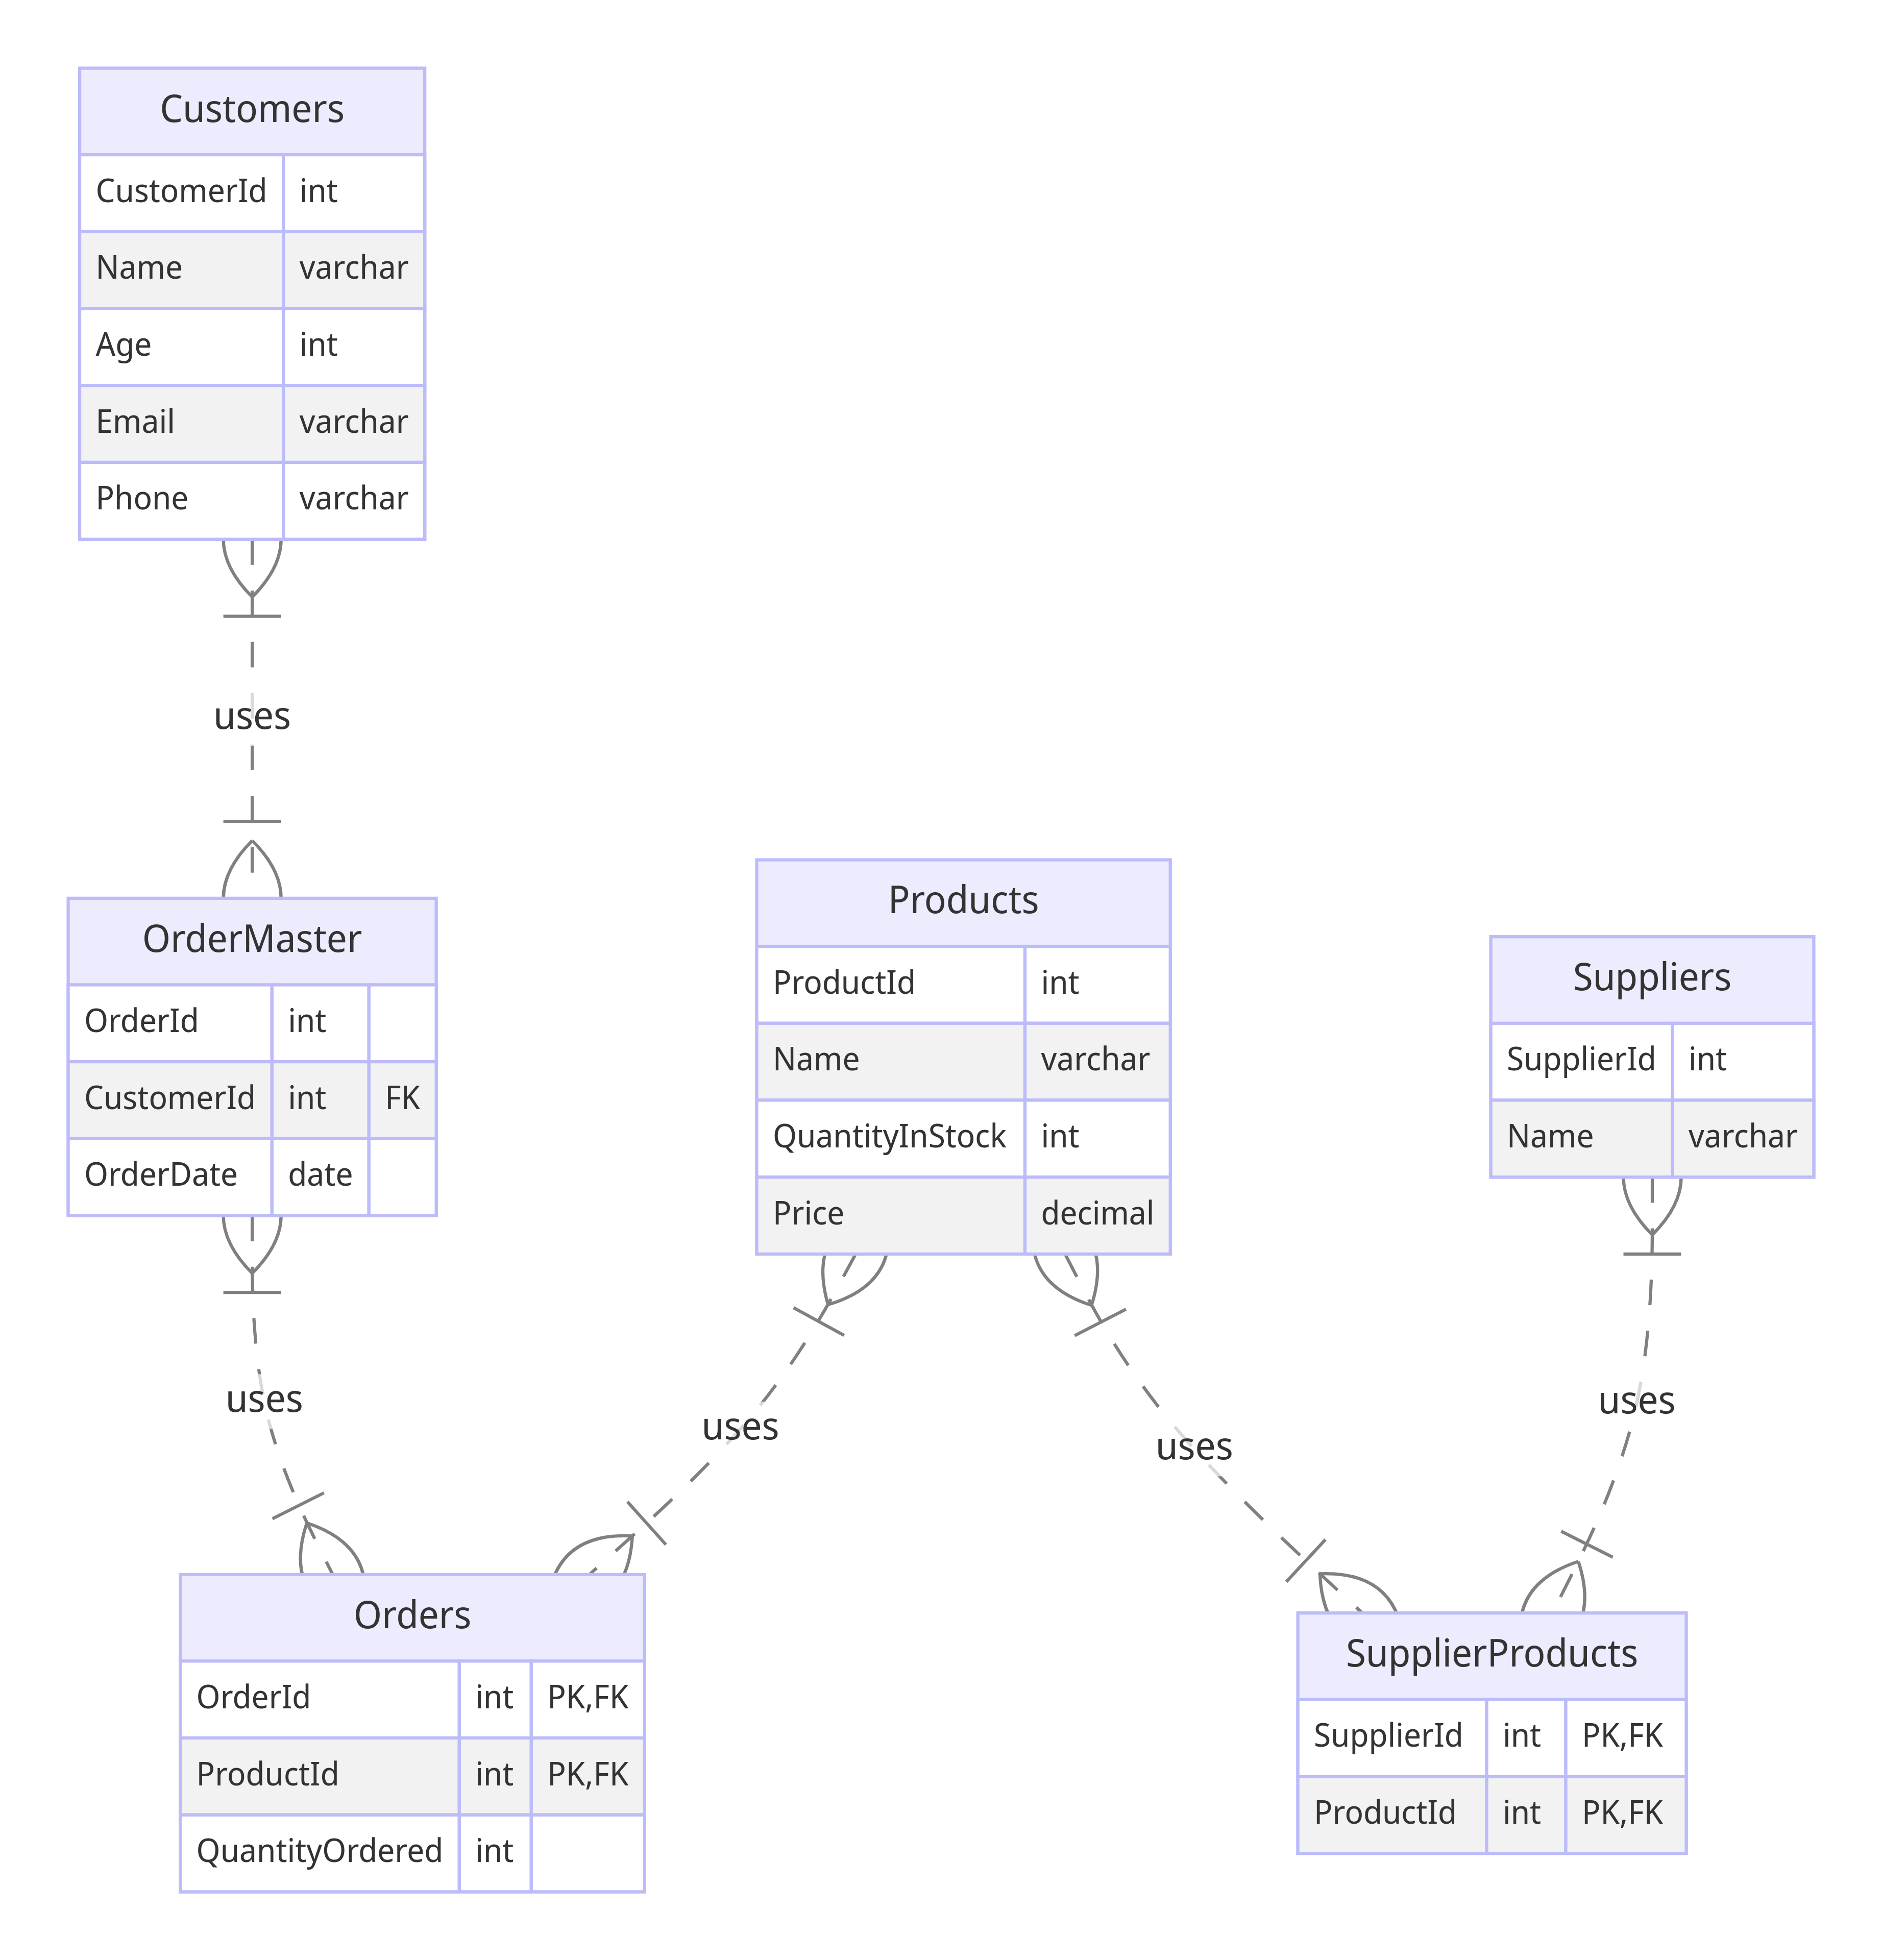 Customers
CustomerId int
Name varchar
Age int
Email varchar
Phone varchar
uses
OrderMaster
OrderId int
CustomerId int FK
OrderDate date
Products
ProductId int
Name varchar
QuantityInStock int
Price decimal
Suppliers
SupplierId int
Name varchar
uses
uses
uses
uses
Orders
OrderId int PK,FK
ProductId int PK,FK
QuantityOrdered int
SupplierProducts
SupplierId int PK,FK
ProductId int PK,FK